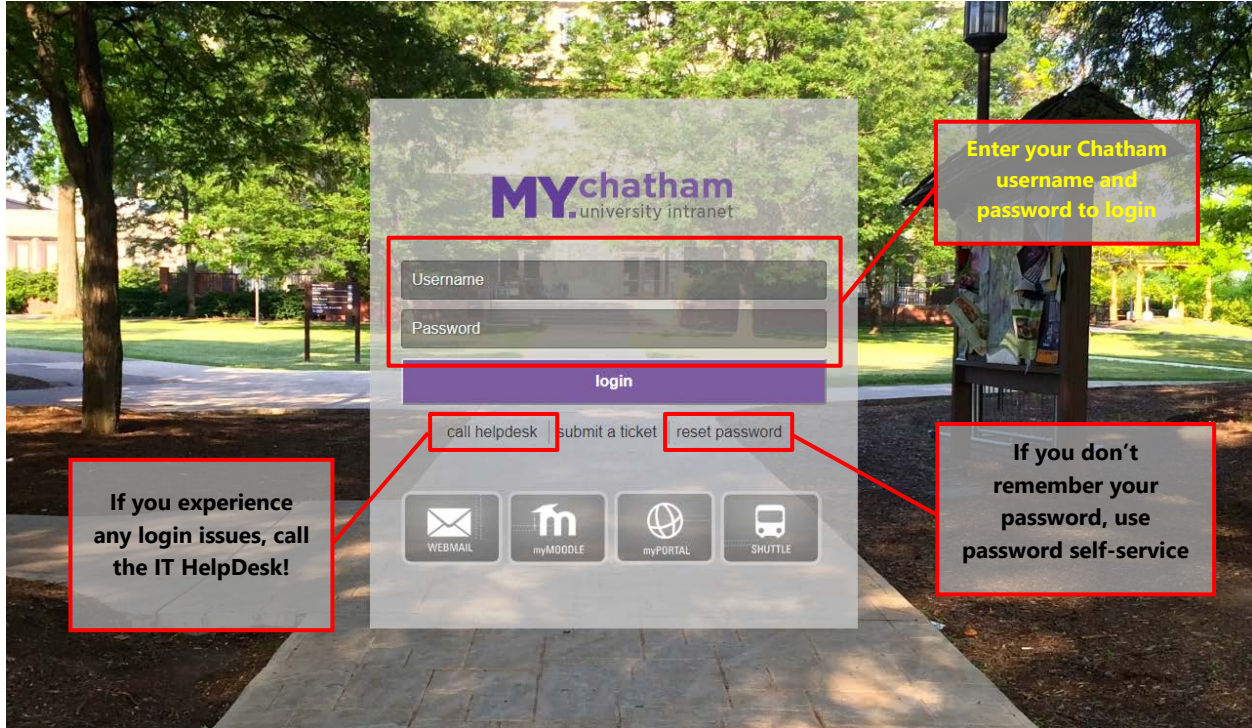 MY.chatham
university intranet
Enter your Chatham
username and
password to login
Username
Password
login
call helpdesk
submit a ticket
reset password
If you experience
any login issues, call
the IT HelpDesk!
If you don’t
remember your
password, use
password self-service
WEBMAIL
myMOODLE
myPORTAL
SHUTTLE